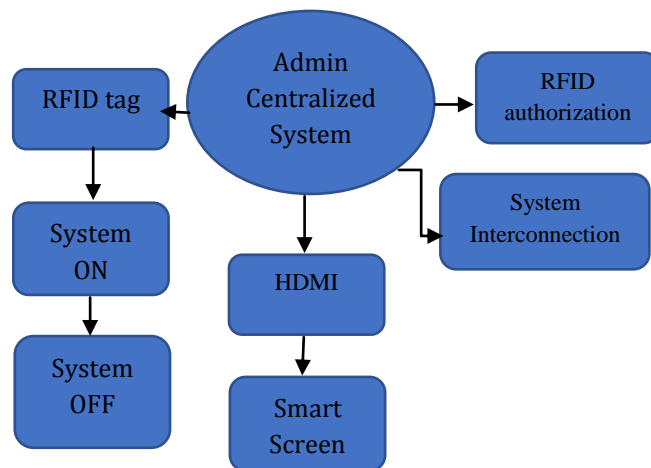 Admin
Centralized
System
RFID tag
RFID
authorization
System
Interconnection
System
ON
HDMI
System
OFF
Smart
Screen